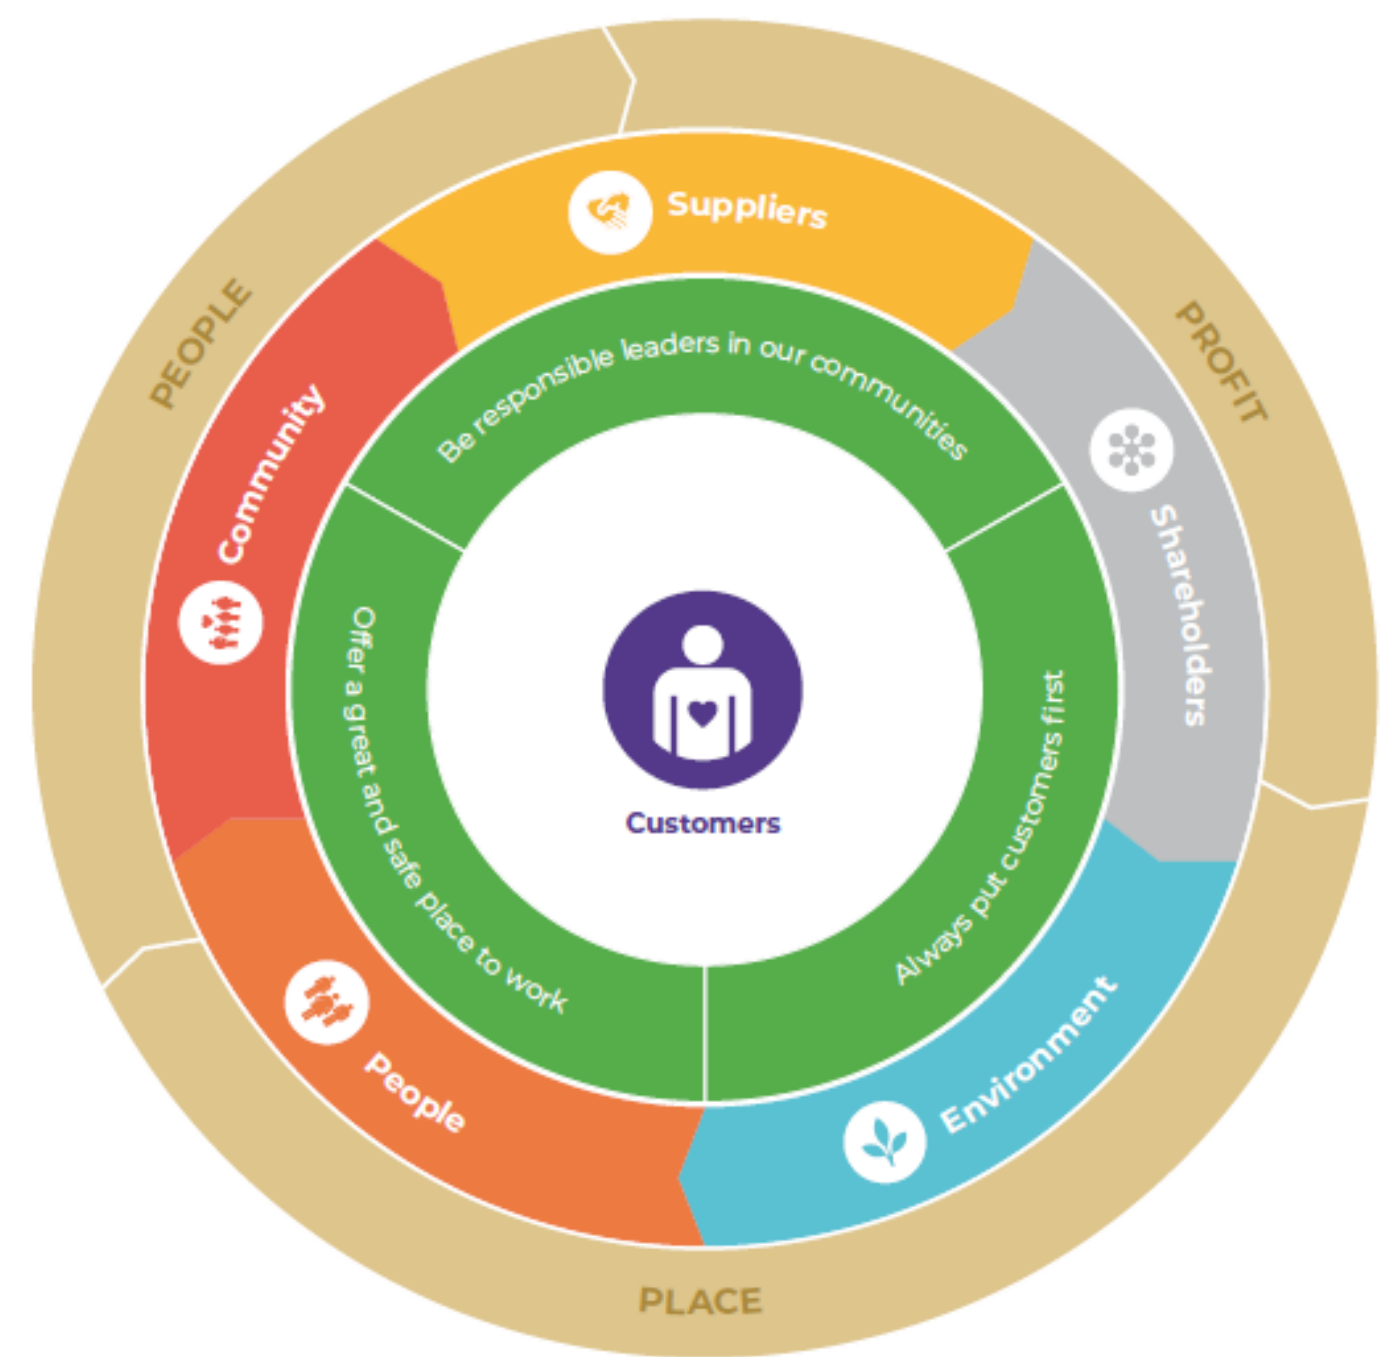 PEOPLE
PROFIT
PLACE
Suppliers
Shareholders
Environment
People
Community
Be responsible leaders in our communities
Always put customers first
Offer a great and safe place to work
Customers